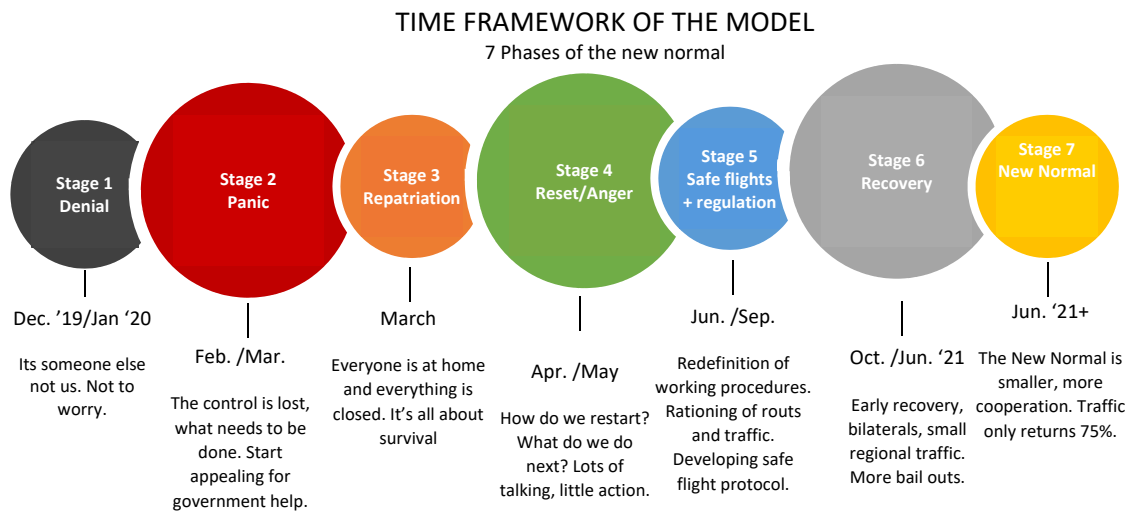 TIME FRAMEWORK OF THE MODEL
7 Phases of the new normal
Stage 1
Denial
Stage 2
Panic
Stage 3
Repatriation
Stage 4
Reset/Anger
Stage 5
Safe flights
+ regulation
Stage 6
Recovery
Stage 7
New Normal
Dec. ’19/Jan ‘20
Its someone else
not us. Not to
worry.
Feb. /Mar.
The control is lost,
what needs to be
done. Start
appealing for
government help.
March
Everyone is at home
and everything is
closed. It’s all about
survival
Apr. /May
How do we restart?
What do we do
next? Lots of
talking, little action.
Jun. /Sep.
Redefinition of
working procedures.
Rationing of routs
and traffic.
Developing safe
flight protocol.
Oct. /Jun. ‘21
Early recovery,
bilaterals, small
regional traffic.
More bail outs.
Jun. ‘21+
The New Normal is
smaller, more
cooperation. Traffic
only returns 75%.